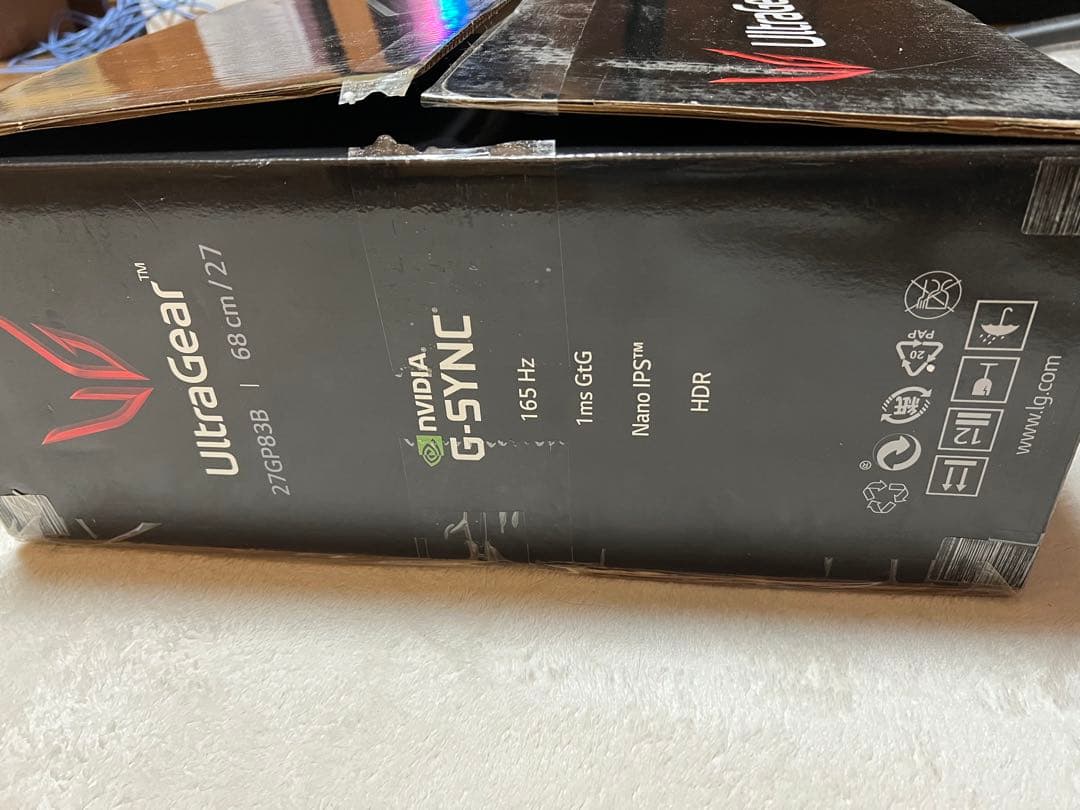 UltraGear
UltraGear™
27GP83B | 68 cm / 27
NVIDIA.
G-SYNC®
165 Hz
1ms GtG
Nano IPS™
HDR
®
20
PAP
12
www.lg.com